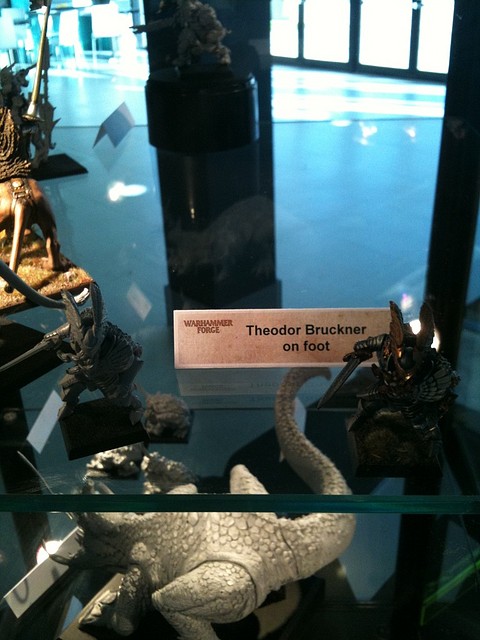 WARHAMMER
FORGE
Theodor Bruckner
on foot